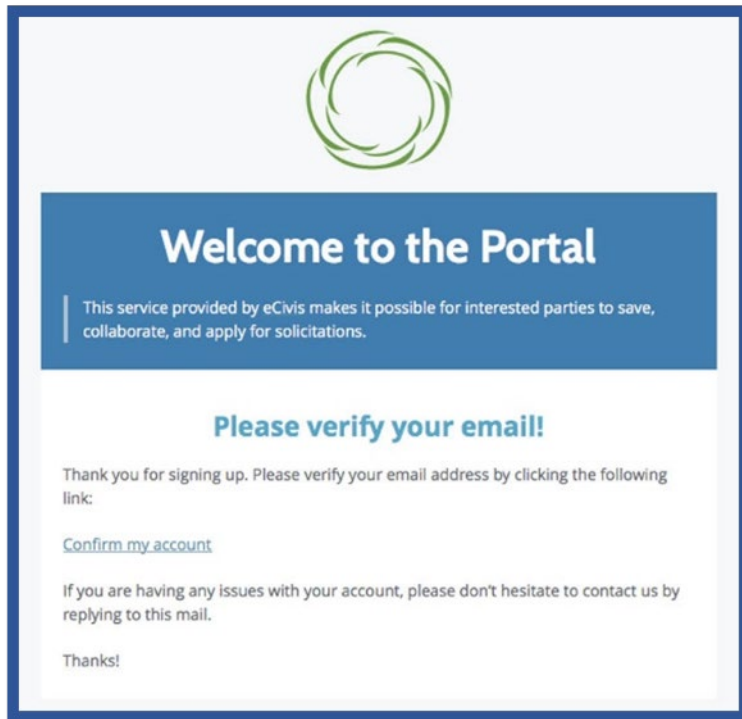 Welcome to the Portal
This service provided by eCivis makes it possible for interested parties to save,
collaborate, and apply for solicitations.
Please verify your email!
Thank you for signing up. Please verify your email address by clicking the following
link:
Confirm my account
If you are having any issues with your account, please don't hesitate to contact us by
replying to this mail.
Thanks!